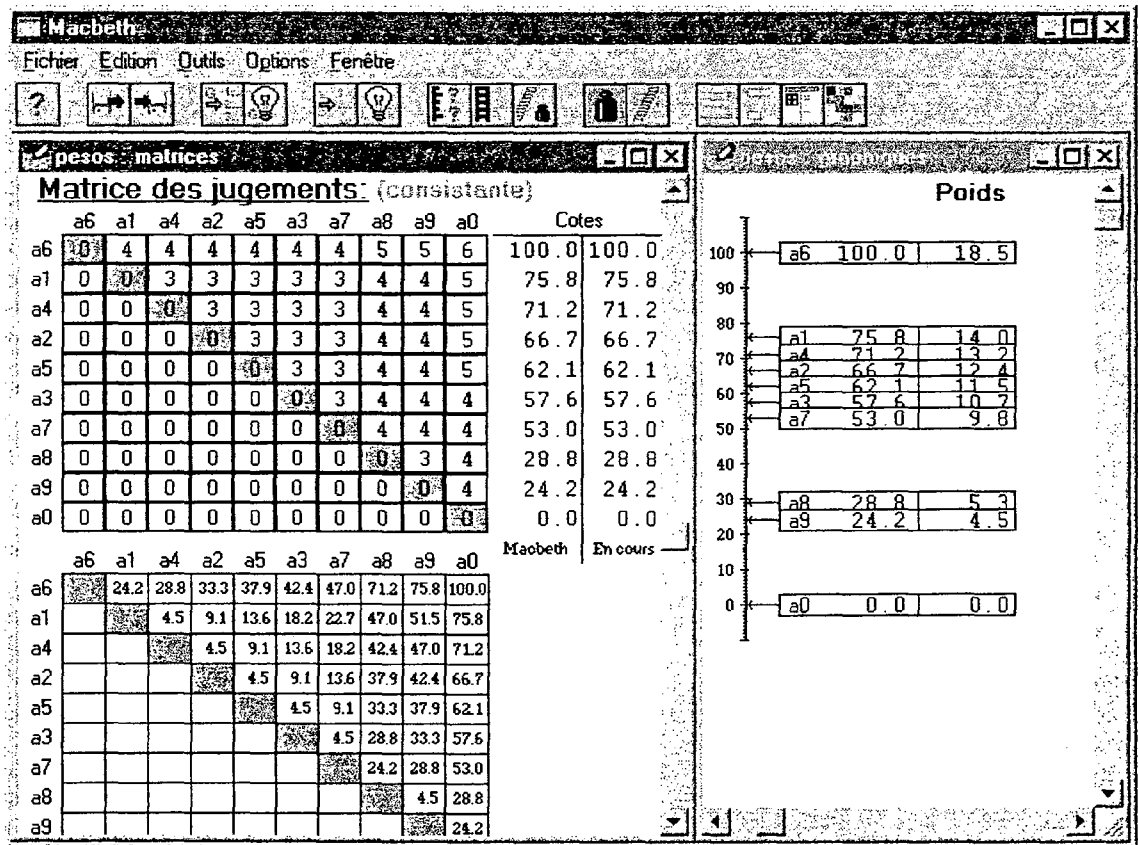 Macbeth
Fichier Edition Outils Options Fenêtre
pesos : matrices
Matrice des jugements: (consistante)
a6 a1 a4 a2 a5 a3 a7 a8 a9 a0 Cotes
a6 0 4 4 4 4 4 4 5 5 6 100.0 100.0
a1 0 0 3 3 3 3 3 4 4 5 75.8 75.8
a4 0 0 0 3 3 3 3 4 4 5 71.2 71.2
a2 0 0 0 0 3 3 3 4 4 5 66.7 66.7
a5 0 0 0 0 0 3 3 4 4 5 62.1 62.1
a3 0 0 0 0 0 0 3 4 4 4 57.6 57.6
a7 0 0 0 0 0 0 0 4 4 4 53.0 53.0
a8 0 0 0 0 0 0 0 0 3 4 28.8 28.8
a9 0 0 0 0 0 0 0 0 0 4 24.2 24.2
a0 0 0 0 0 0 0 0 0 0 0 0.0 0.0
Macbeth En cours
a6 a1 a4 a2 a5 a3 a7 a8 a9 a0
a6 24.2 28.8 33.3 37.9 42.4 47.0 71.2 75.8 100.0
a1 4.5 9.1 13.6 18.2 22.7 47.0 51.5 75.8
a4 4.5 9.1 13.6 18.2 42.4 47.0 71.2
a2 4.5 9.1 13.6 37.9 42.4 66.7
a5 4.5 9.1 33.3 37.9 62.1
a3 4.5 28.8 33.3 57.6
a7 24.2 28.8 53.0
a8 4.5 28.8
a9 24.2
Poids
100 a6 100.0 18.5
90
80
a1 75.8 14.0
70 a4 71.2 13.2
a2 66.7 12.4
a5 62.1 11.5
60 a3 57.6 10.7
a7 53.0 9.8
50
40
30 a8 28.8 5.3
a9 24.2 4.5
20
10
0 a0 0.0 0.0